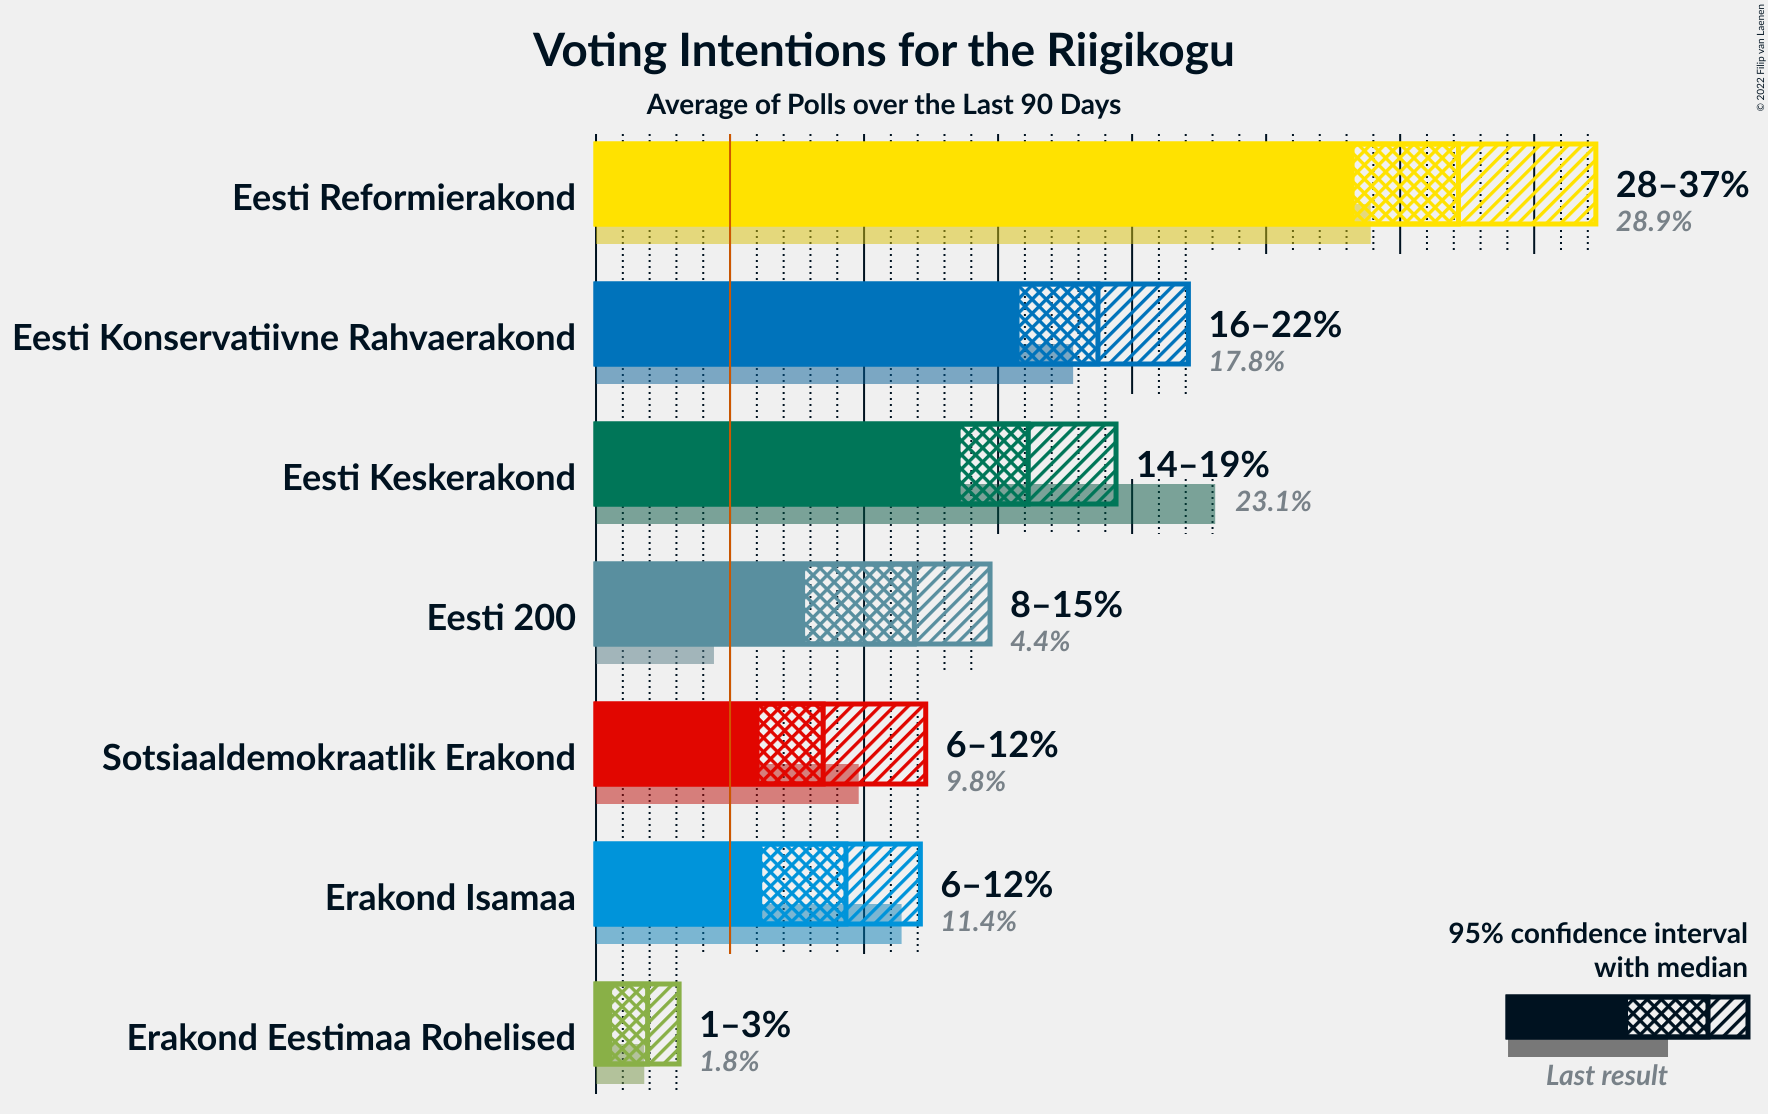 Voting Intentions for the Riigikogu
Average of Polls over the Last 90 Days
© 2022 Filip van Laenen
Eesti Reformierakond
28–37%
28.9%
Eesti Konservatiivne Rahvaerakond
16–22%
17.8%
Eesti Keskerakond
14–19%
23.1%
Eesti 200
8–15%
4.4%
Sotsiaaldemokraatlik Erakond
6–12%
9.8%
Erakond Isamaa
6–12%
11.4%
Erakond Eestimaa Rohelised
1–3%
1.8%
95% confidence interval
with median
Last result